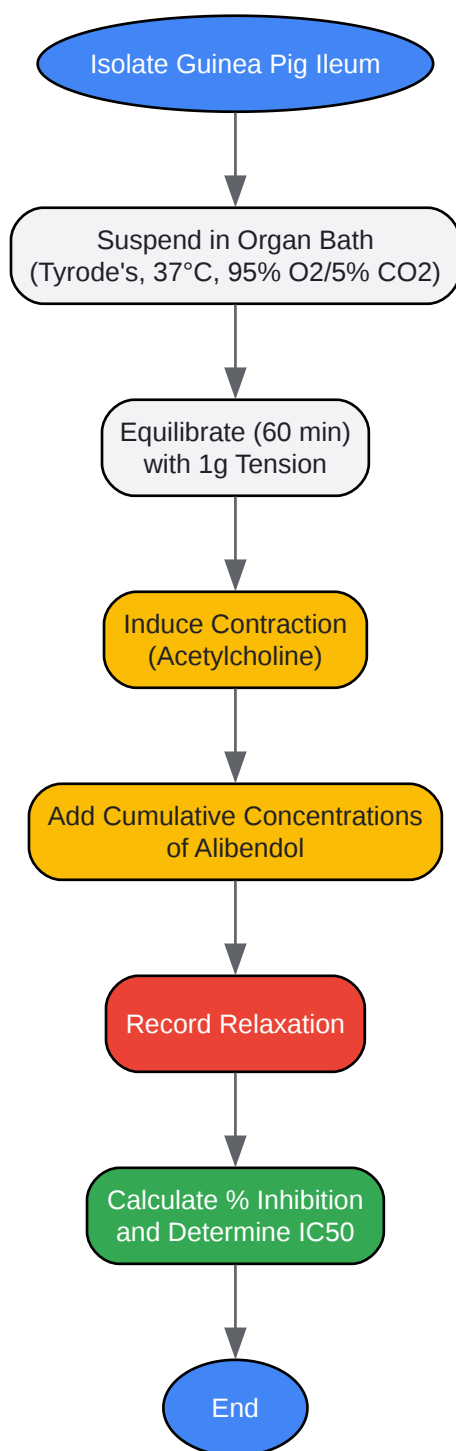 Isolate Guinea Pig Ileum
Suspend in Organ Bath
(Tyrode's, 37°C, 95% O2/5% CO2)
Equilibrate (60 min)
with 1g Tension
Induce Contraction
(Acetylcholine)
Add Cumulative Concentrations
of Alibendol
Record Relaxation
Calculate % Inhibition
and Determine IC50
End